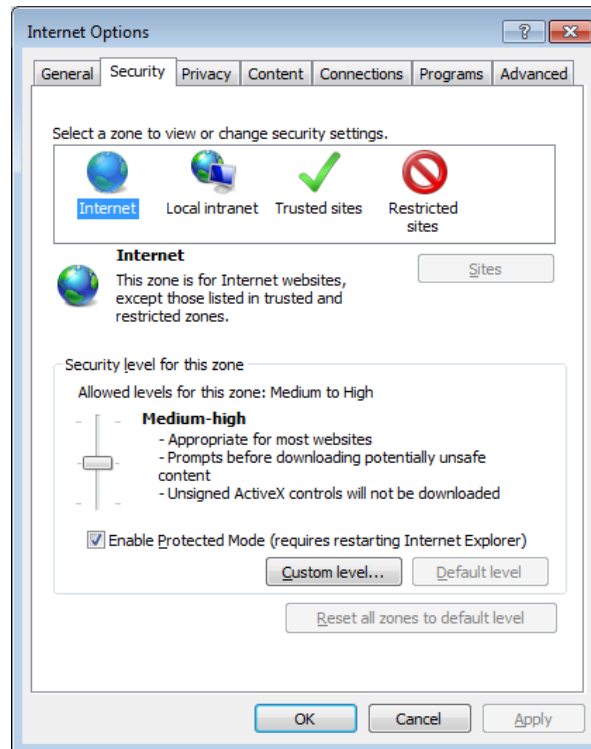 Internet Options
General Security Privacy Content Connections Programs Advanced
Select a zone to view or change security settings.
Internet Local intranet Trusted sites Restricted
sites
Internet
Sites
This zone is for Internet websites,
except those listed in trusted and
restricted zones.
Security level for this zone
Allowed levels for this zone: Medium to High
Medium-high
- Appropriate for most websites
- Prompts before downloading potentially unsafe
content
- Unsigned ActiveX controls will not be downloaded
Enable Protected Mode (requires restarting Internet Explorer)
Custom level... Default level
Reset all zones to default level
OK Cancel Apply